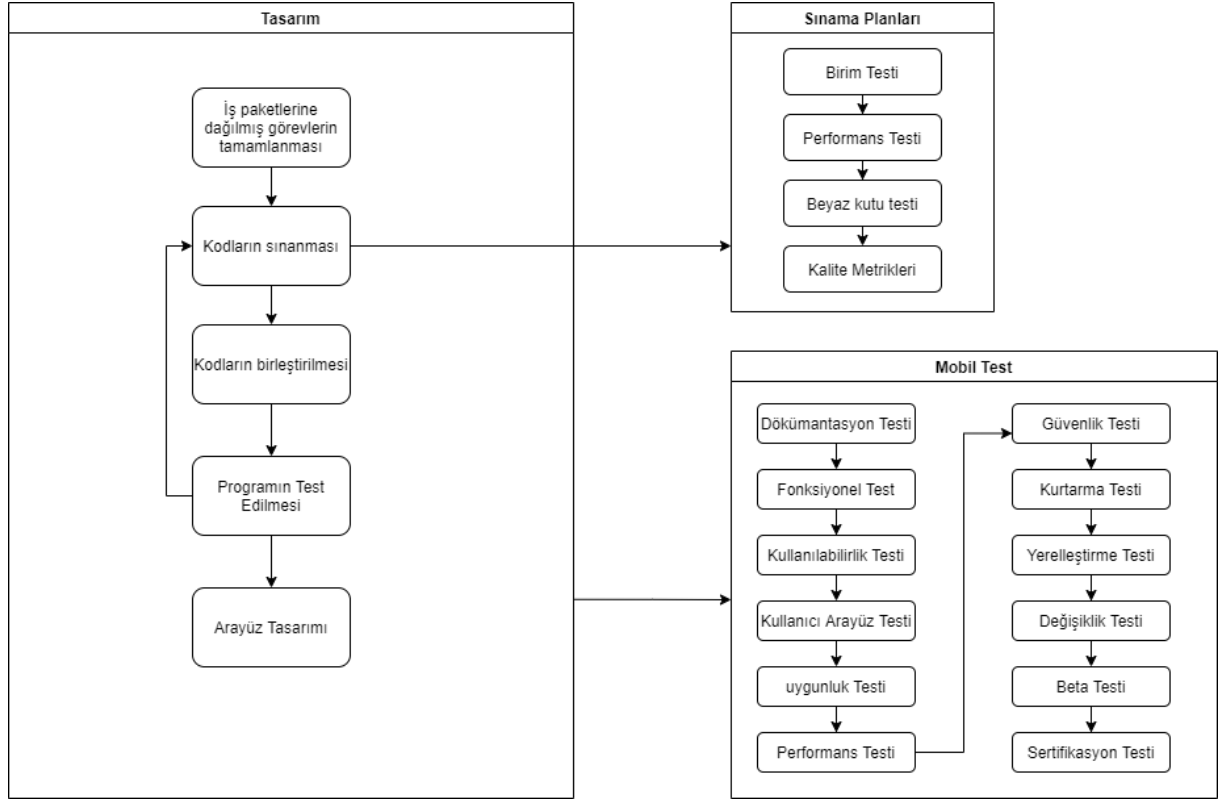 Tasarım
İş paketlerine
dağılmış görevlerin
tamamlanması
Kodların sınanması
Kodların birleştirilmesi
Programın Test
Edilmesi
Arayüz Tasarımı
Sınama Planları
Birim Testi
Performans Testi
Beyaz kutu testi
Kalite Metrikleri
Mobil Test
Dökümantasyon Testi
Fonksiyonel Test
Kullanılabilirlik Testi
Kullanıcı Arayüz Testi
uygunluk Testi
Performans Testi
Güvenlik Testi
Kurtarma Testi
Yerelleştirme Testi
Değişiklik Testi
Beta Testi
Sertifikasyon Testi